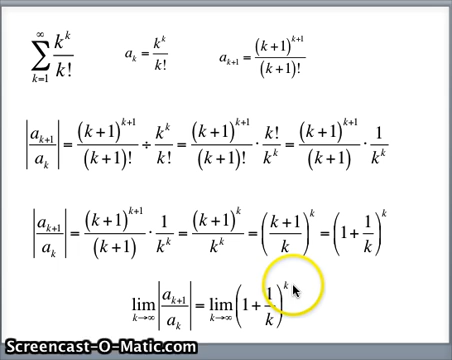 ∑_{k=1}^{∞} k^k/k!    a_k = k^k/k!    a_{k+1} = (k+1)^{k+1}/(k+1)!
|a_{k+1}/a_k| = (k+1)^{k+1}/(k+1)! ÷ k^k/k! = (k+1)^{k+1}/(k+1)! · k!/k^k = (k+1)^{k+1}/(k+1) · 1/k^k
|a_{k+1}/a_k| = (k+1)^{k+1}/(k+1) · 1/k^k = (k+1)^k/k^k = ((k+1)/k)^k = (1+1/k)^k
lim_{k→∞} |a_{k+1}/a_k| = lim_{k→∞} (1+1/k)^k
Screencast-O-Matic.com